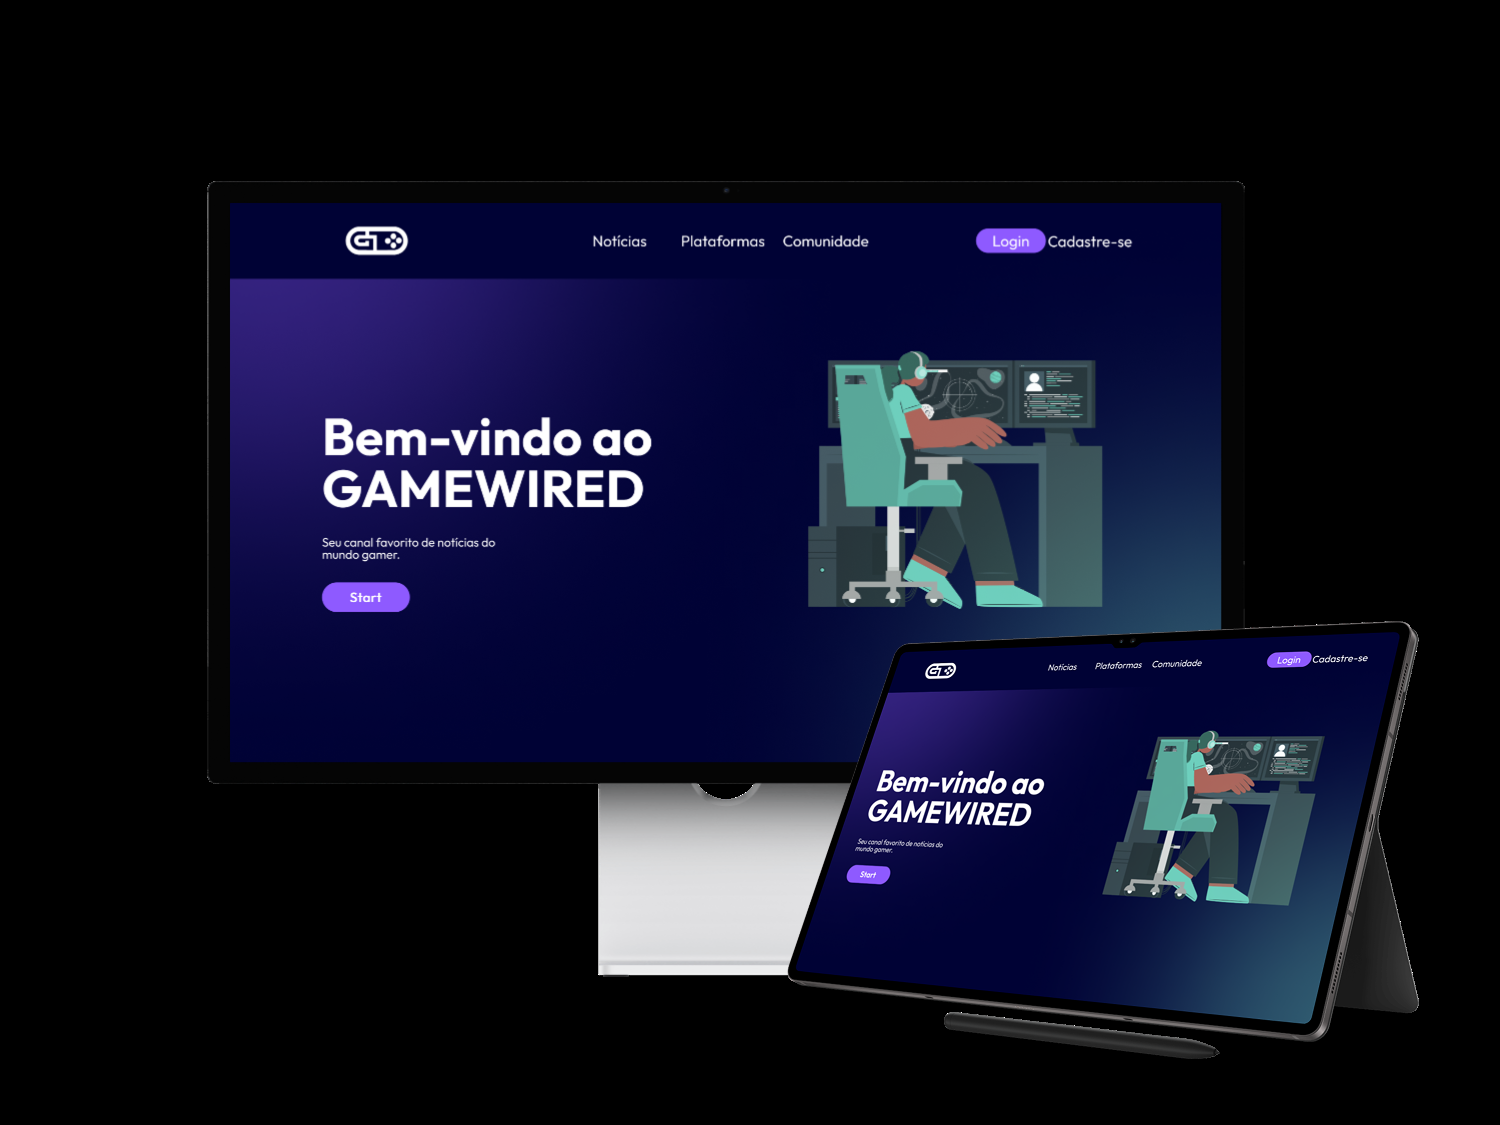 Notícias Plataformas Comunidade Login Cadastre-se
Bem-vindo ao
GAMEWIRED
Seu canal favorito de notícias do
mundo gamer.
Start
Notícias Plataformas Comunidade Login Cadastre-se
Bem-vindo ao
GAMEWIRED
Seu canal favorito de notícias do
mundo gamer.
Start